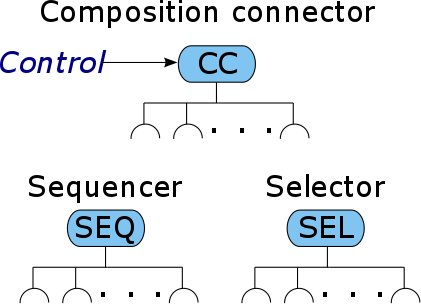 Composition connector
Control
CC
Sequencer
Selector
SEQ
SEL